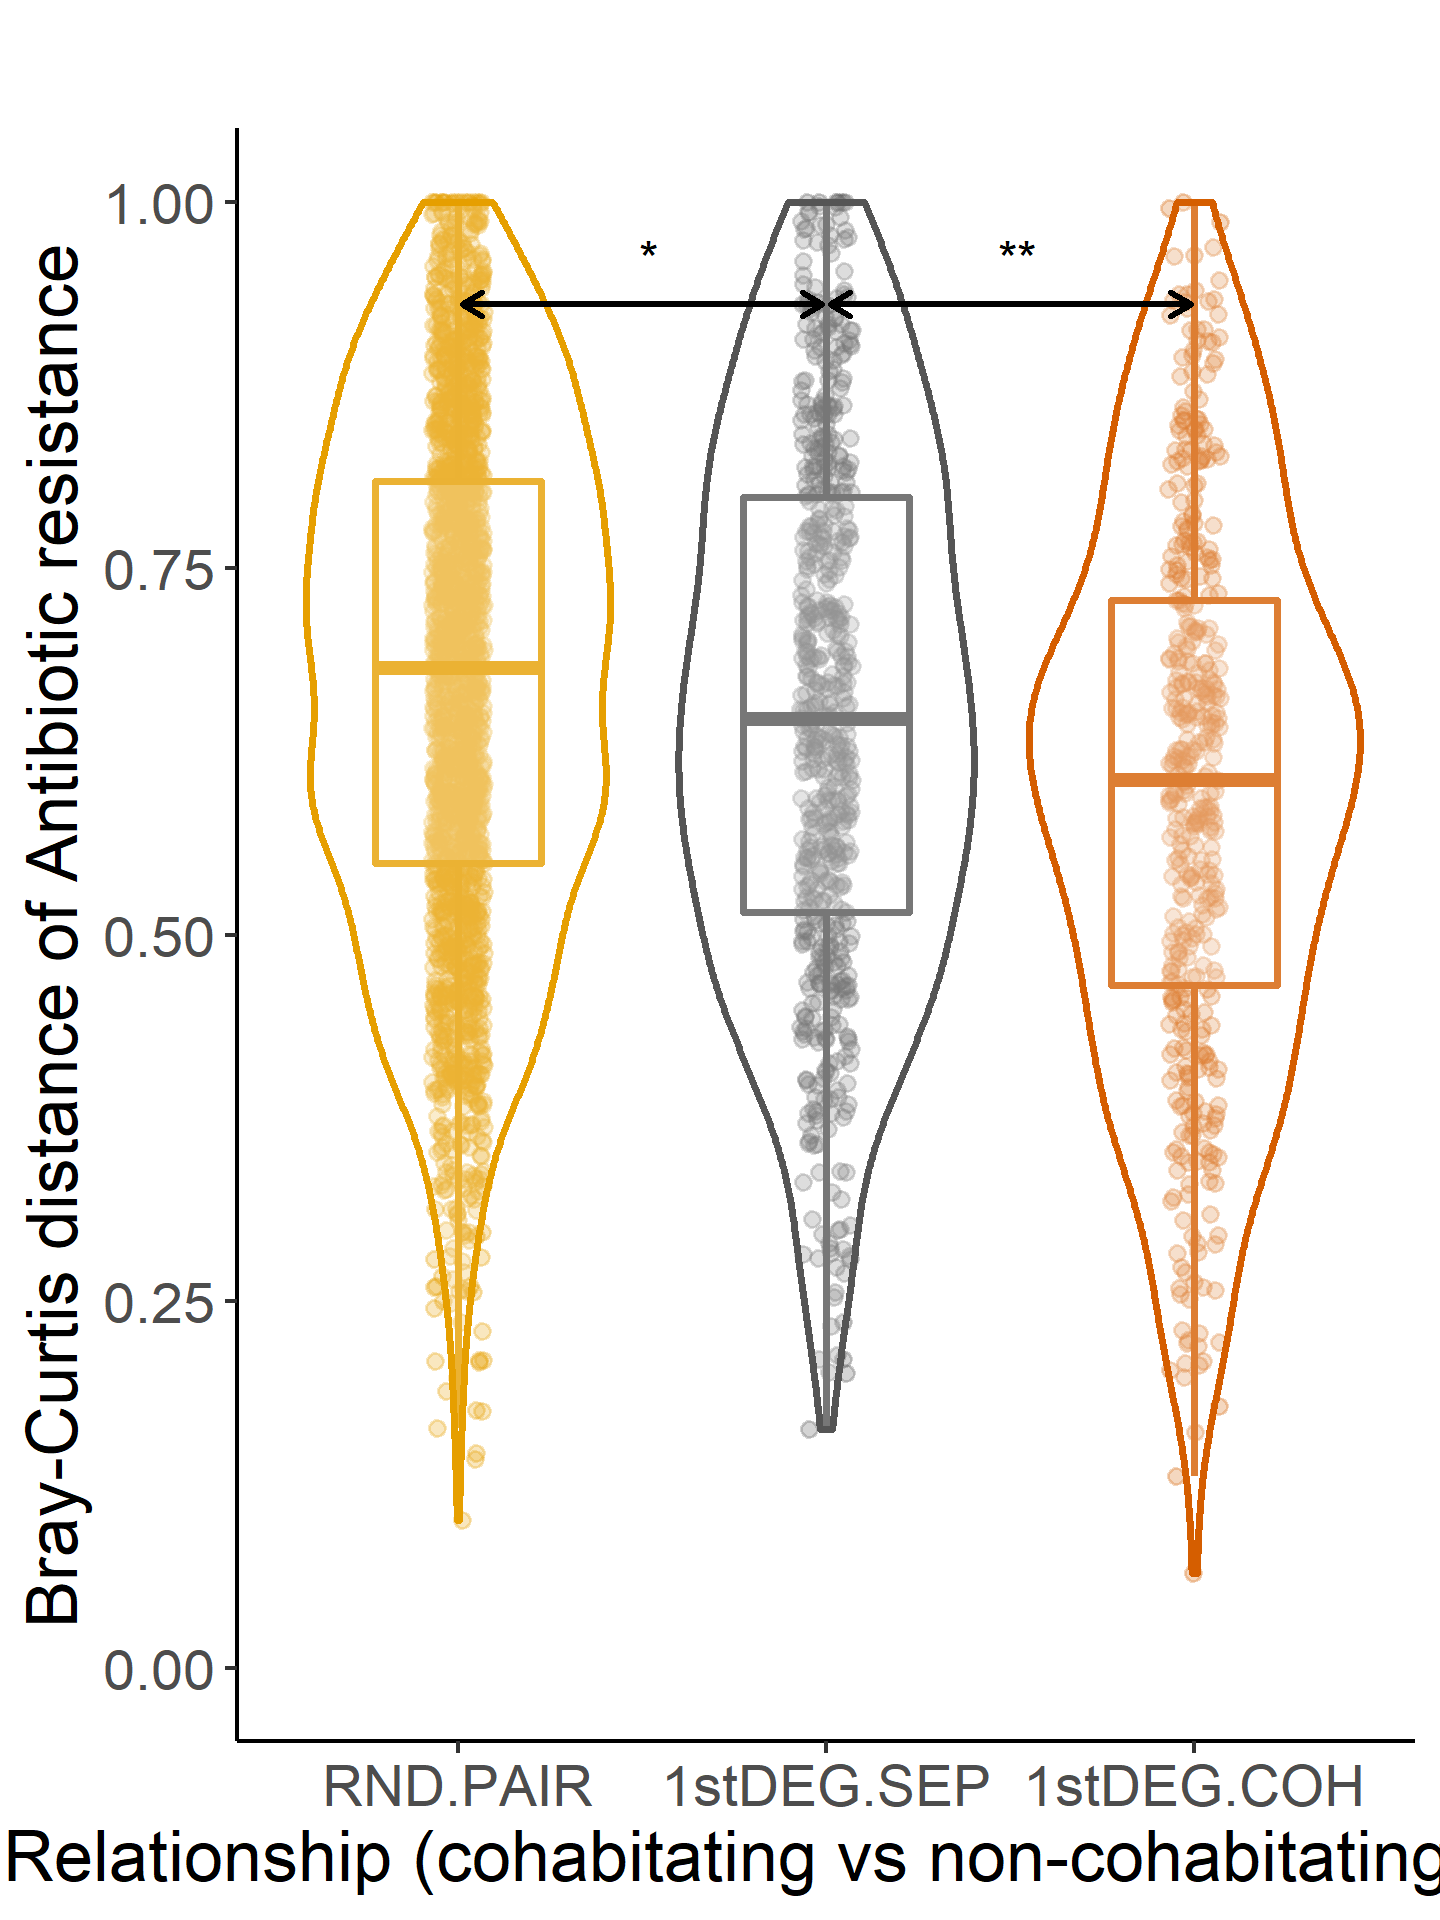 Bray-Curtis distance of Antibiotic resistance
1.00
0.75
0.50
0.25
0.00
* **
RND.PAIR 1stDEG.SEP 1stDEG.COH
Relationship (cohabitating vs non-cohabitating